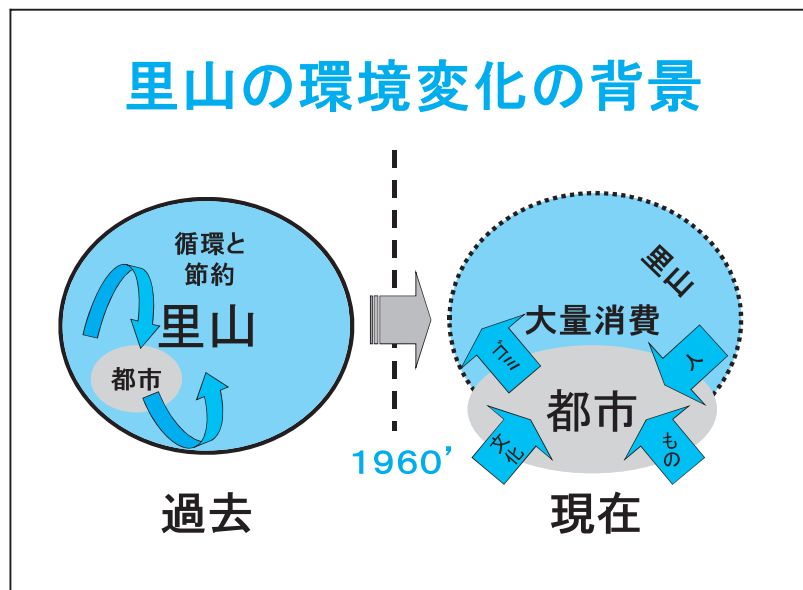 里山の環境変化の背景
循環と
節約
里山
都市
里山
大量消費
ゴミ
人
都市
文化
もの
1960’
過去
現在